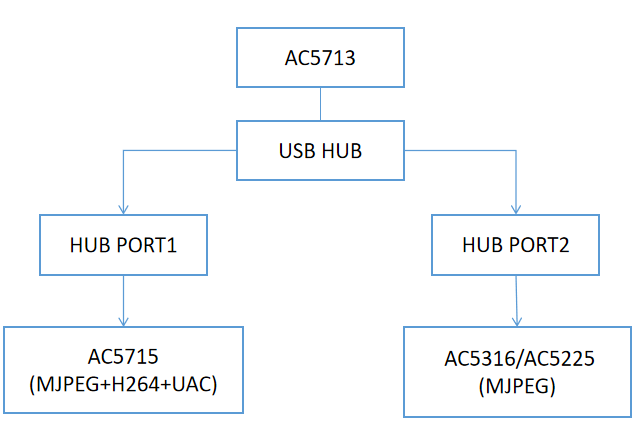 AC5713
USB HUB
HUB PORT1
HUB PORT2
AC5715
(MJPEG+H264+UAC)
AC5316/AC5225
(MJPEG)